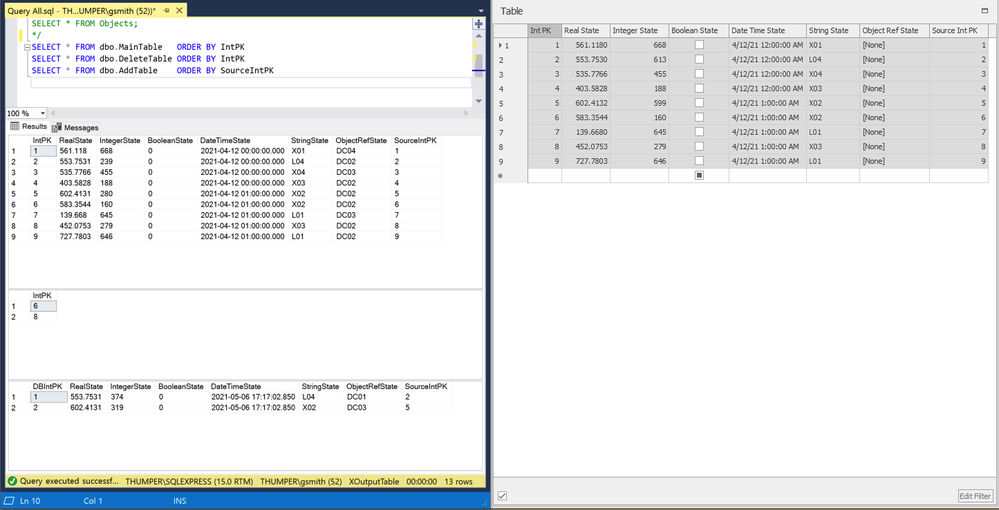 Query All.sql - TH...UMPER\gsmith (52))*
SELECT * FROM Objects;
*/
SELECT * FROM dbo.MainTable ORDER BY IntPK
SELECT * FROM dbo.DeleteTable ORDER BY IntPK
SELECT * FROM dbo.AddTable ORDER BY SourceIntPK
100 %
Results Messages
IntPK RealState IntegerState BooleanState DateTimeState StringState ObjectRefState SourceIntPK
1 1 561.118 668 0 2021-04-12 00:00:00.000 X01 DC04 1
2 2 553.7531 239 0 2021-04-12 00:00:00.000 L04 DC02 2
3 3 535.7766 455 0 2021-04-12 00:00:00.000 X04 DC03 3
4 4 403.5828 188 0 2021-04-12 00:00:00.000 X03 DC02 4
5 5 602.4131 280 0 2021-04-12 01:00:00.000 X02 DC02 5
6 6 583.3544 160 0 2021-04-12 01:00:00.000 X02 DC02 6
7 7 139.668 645 0 2021-04-12 01:00:00.000 L01 DC03 7
8 8 452.0753 279 0 2021-04-12 01:00:00.000 X03 DC02 8
9 9 727.7803 646 0 2021-04-12 01:00:00.000 L01 DC02 9
IntPK
1 6
2 8
DBIntPK RealState IntegerState BooleanState DateTimeState StringState ObjectRefState SourceIntPK
1 1 553.7531 374 0 2021-05-06 17:17:02.850 L04 DC01 2
2 2 602.4131 319 0 2021-05-06 17:17:02.850 X02 DC03 5
Query executed successf... THUMPER\SQLEXPRESS (15.0 RTM) THUMPER\gsmith (52) XOutputTable 00:00:00 13 rows
Ln 10 Col 1 INS
Table
Int PK Real State Integer State Boolean State Date Time State String State Object Ref State Source Int PK
1 1 561.1180 668 4/12/21 12:00:00 AM X01 [None] 1
2 2 553.7530 613 4/12/21 12:00:00 AM L04 [None] 2
3 3 535.7766 455 4/12/21 12:00:00 AM X04 [None] 3
4 4 403.5828 188 4/12/21 12:00:00 AM X03 [None] 4
5 5 602.4132 599 4/12/21 1:00:00 AM X02 [None] 5
6 6 583.3544 160 4/12/21 1:00:00 AM X02 [None] 6
7 7 139.6680 645 4/12/21 1:00:00 AM L01 [None] 7
8 8 452.0753 279 4/12/21 1:00:00 AM X03 [None] 8
9 9 727.7803 646 4/12/21 1:00:00 AM L01 [None] 9
Edit Filter